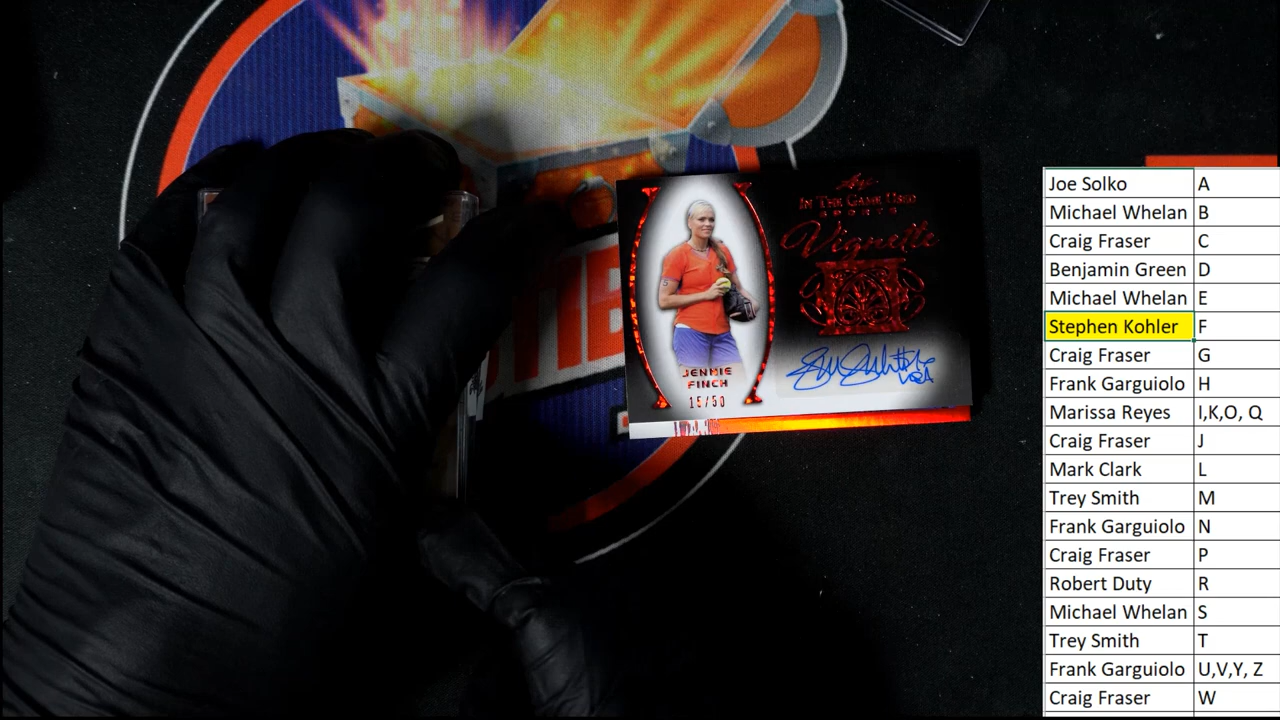 IN THE GAME USED
SPORTS
Vignette
JENNIE
FINCH
15/50
USA
Joe Solko A
Michael Whelan B
Craig Fraser C
Benjamin Green D
Michael Whelan E
Stephen Kohler F
Craig Fraser G
Frank Garguiolo H
Marissa Reyes I,K,O, Q
Craig Fraser J
Mark Clark L
Trey Smith M
Frank Garguiolo N
Craig Fraser P
Robert Duty R
Michael Whelan S
Trey Smith T
Frank Garguiolo U,V,Y, Z
Craig Fraser W